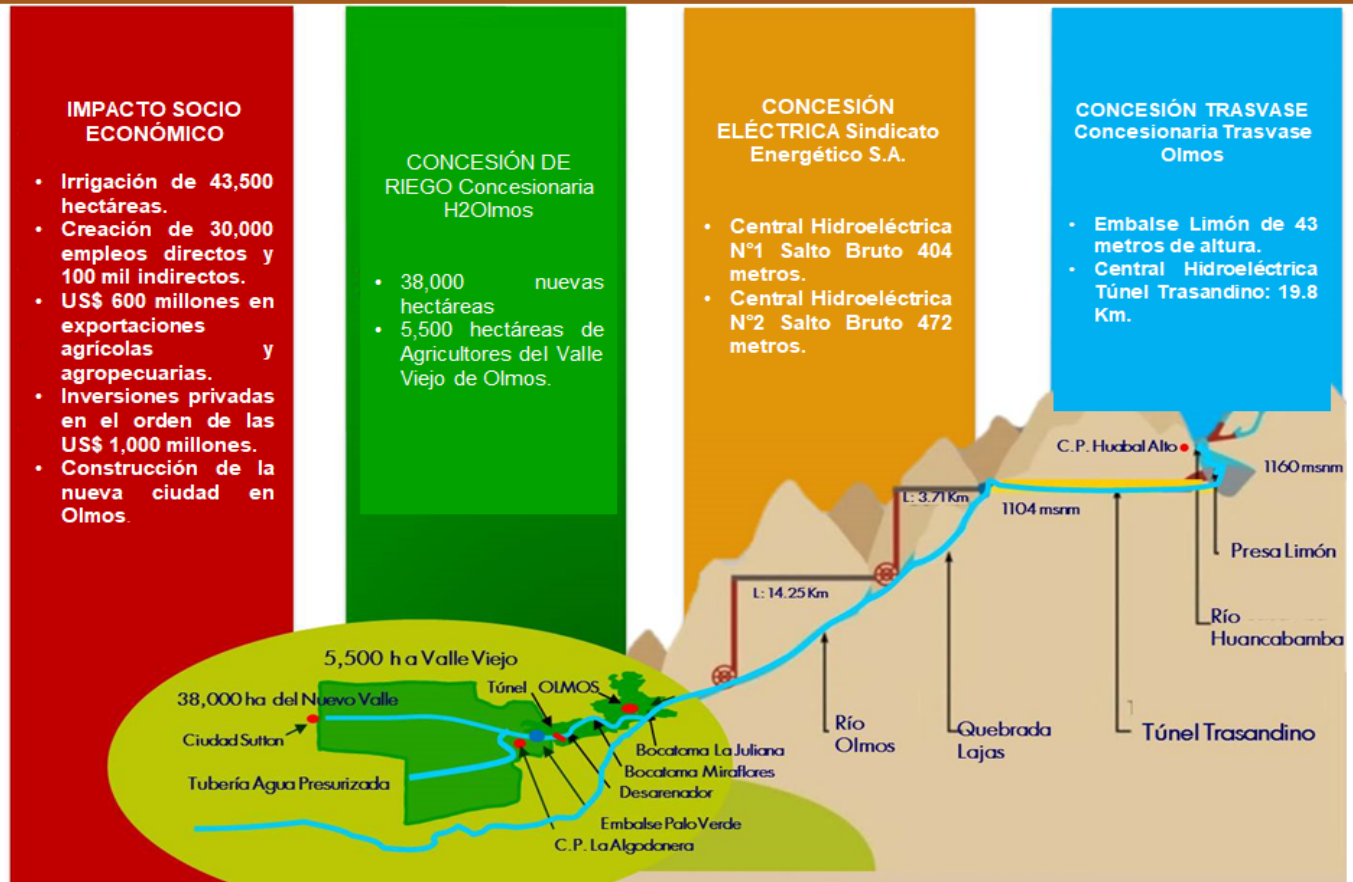 IMPACTO SOCIO
ECONÓMICO
• Irrigación de 43,500
hectáreas.
• Creación de 30,000
empleos directos y
100 mil indirectos.
• US$ 600 millones en
exportaciones
agrícolas y
agropecuarias.
• Inversiones privadas
en el orden de las
US$ 1,000 millones.
• Construcción de la
nueva ciudad en
Olmos.
CONCESIÓN DE
RIEGO Concesionaria
H2Olmos
• 38,000 nuevas
hectáreas
• 5,500 hectáreas de
Agricultores del Valle
Viejo de Olmos.
CONCESIÓN
ELÉCTRICA Sindicato
Energético S.A.
• Central Hidroeléctrica
N°1 Salto Bruto 404
metros.
• Central Hidroeléctrica
N°2 Salto Bruto 472
metros.
CONCESIÓN TRASVASE
Concesionaria Trasvase
Olmos
• Embalse Limón de 43
metros de altura.
• Central Hidroeléctrica
Túnel Trasandino: 19.8
Km.
C.P. Huabal Alto
1160 msnm
L: 3.71 Km
1104 msnm
Presa Limón
L: 14.25 Km
Río
Huancabamba
5,500 ha Valle Viejo
Túnel OLMOS
38,000 ha del Nuevo Valle
Ciudad Sutton
Río
Olmos
Quebrada
Lajas
Túnel Trasandino
Bocatoma La Juliana
Bocatoma Miraflores
Tubería Agua Presurizada
Desarenador
Embalse Palo Verde
C.P. La Algodonera